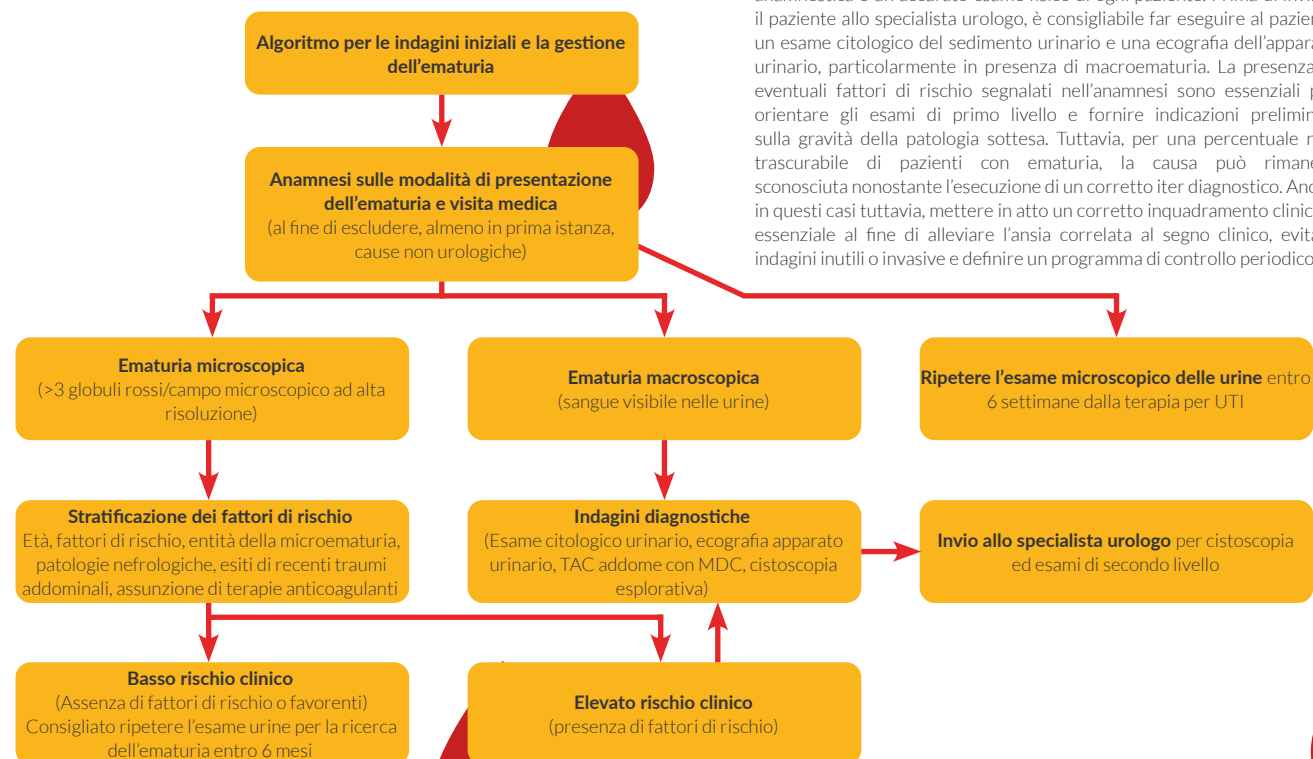 Algoritmo per le indagini iniziali e la gestione
dell'ematuria
Anamnesi sulle modalità di presentazione
dell'ematuria e visita medica
(al fine di escludere, almeno in prima istanza,
cause non urologiche)
il paziente allo specialista urologo, è consigliabile far eseguire al
un esame citologico del sedimento urinario e una ecografia
urinario, particolarmente in presenza di macroematuria. La presenza
eventuali fattori di rischio segnalati nell'anamnesi sono essenziali
orientare gli esami di primo livello e fornire indicazioni
sulla gravità della patologia sottesa. Tuttavia, per una percentuale
trascurabile di pazienti con ematuria, la causa può
sconosciuta nonostante l'esecuzione di un corretto iter diagnostico.
in questi casi tuttavia, mettere in atto un corretto inquadramento
essenziale al fine di alleviare l'ansia correlata al segno clinico,
indagini inutili o invasive e definire un programma di controllo periodico
Ematuria microscopica
(>3 globuli rossi/campo microscopico ad alta
risoluzione)
Ematuria macroscopica
(sangue visibile nelle urine)
Ripetere l'esame microscopico delle urine entro
6 settimane dalla terapia per UTI
Stratificazione dei fattori di rischio
Età, fattori di rischio, entità della microematuria,
patologie nefrologiche, esiti di recenti traumi
addominali, assunzione di terapie anticoagulanti
Indagini diagnostiche
(Esame citologico urinario, ecografia apparato
urinario, TAC addome con MDC, cistoscopia
esplorativa)
Invio allo specialista urologo per cistoscopia
ed esami di secondo livello
Basso rischio clinico
(Assenza di fattori di rischio o favorenti)
Consigliato ripetere l'esame urine per la ricerca
dell'ematuria entro 6 mesi
Elevato rischio clinico
(presenza di fattori di rischio)